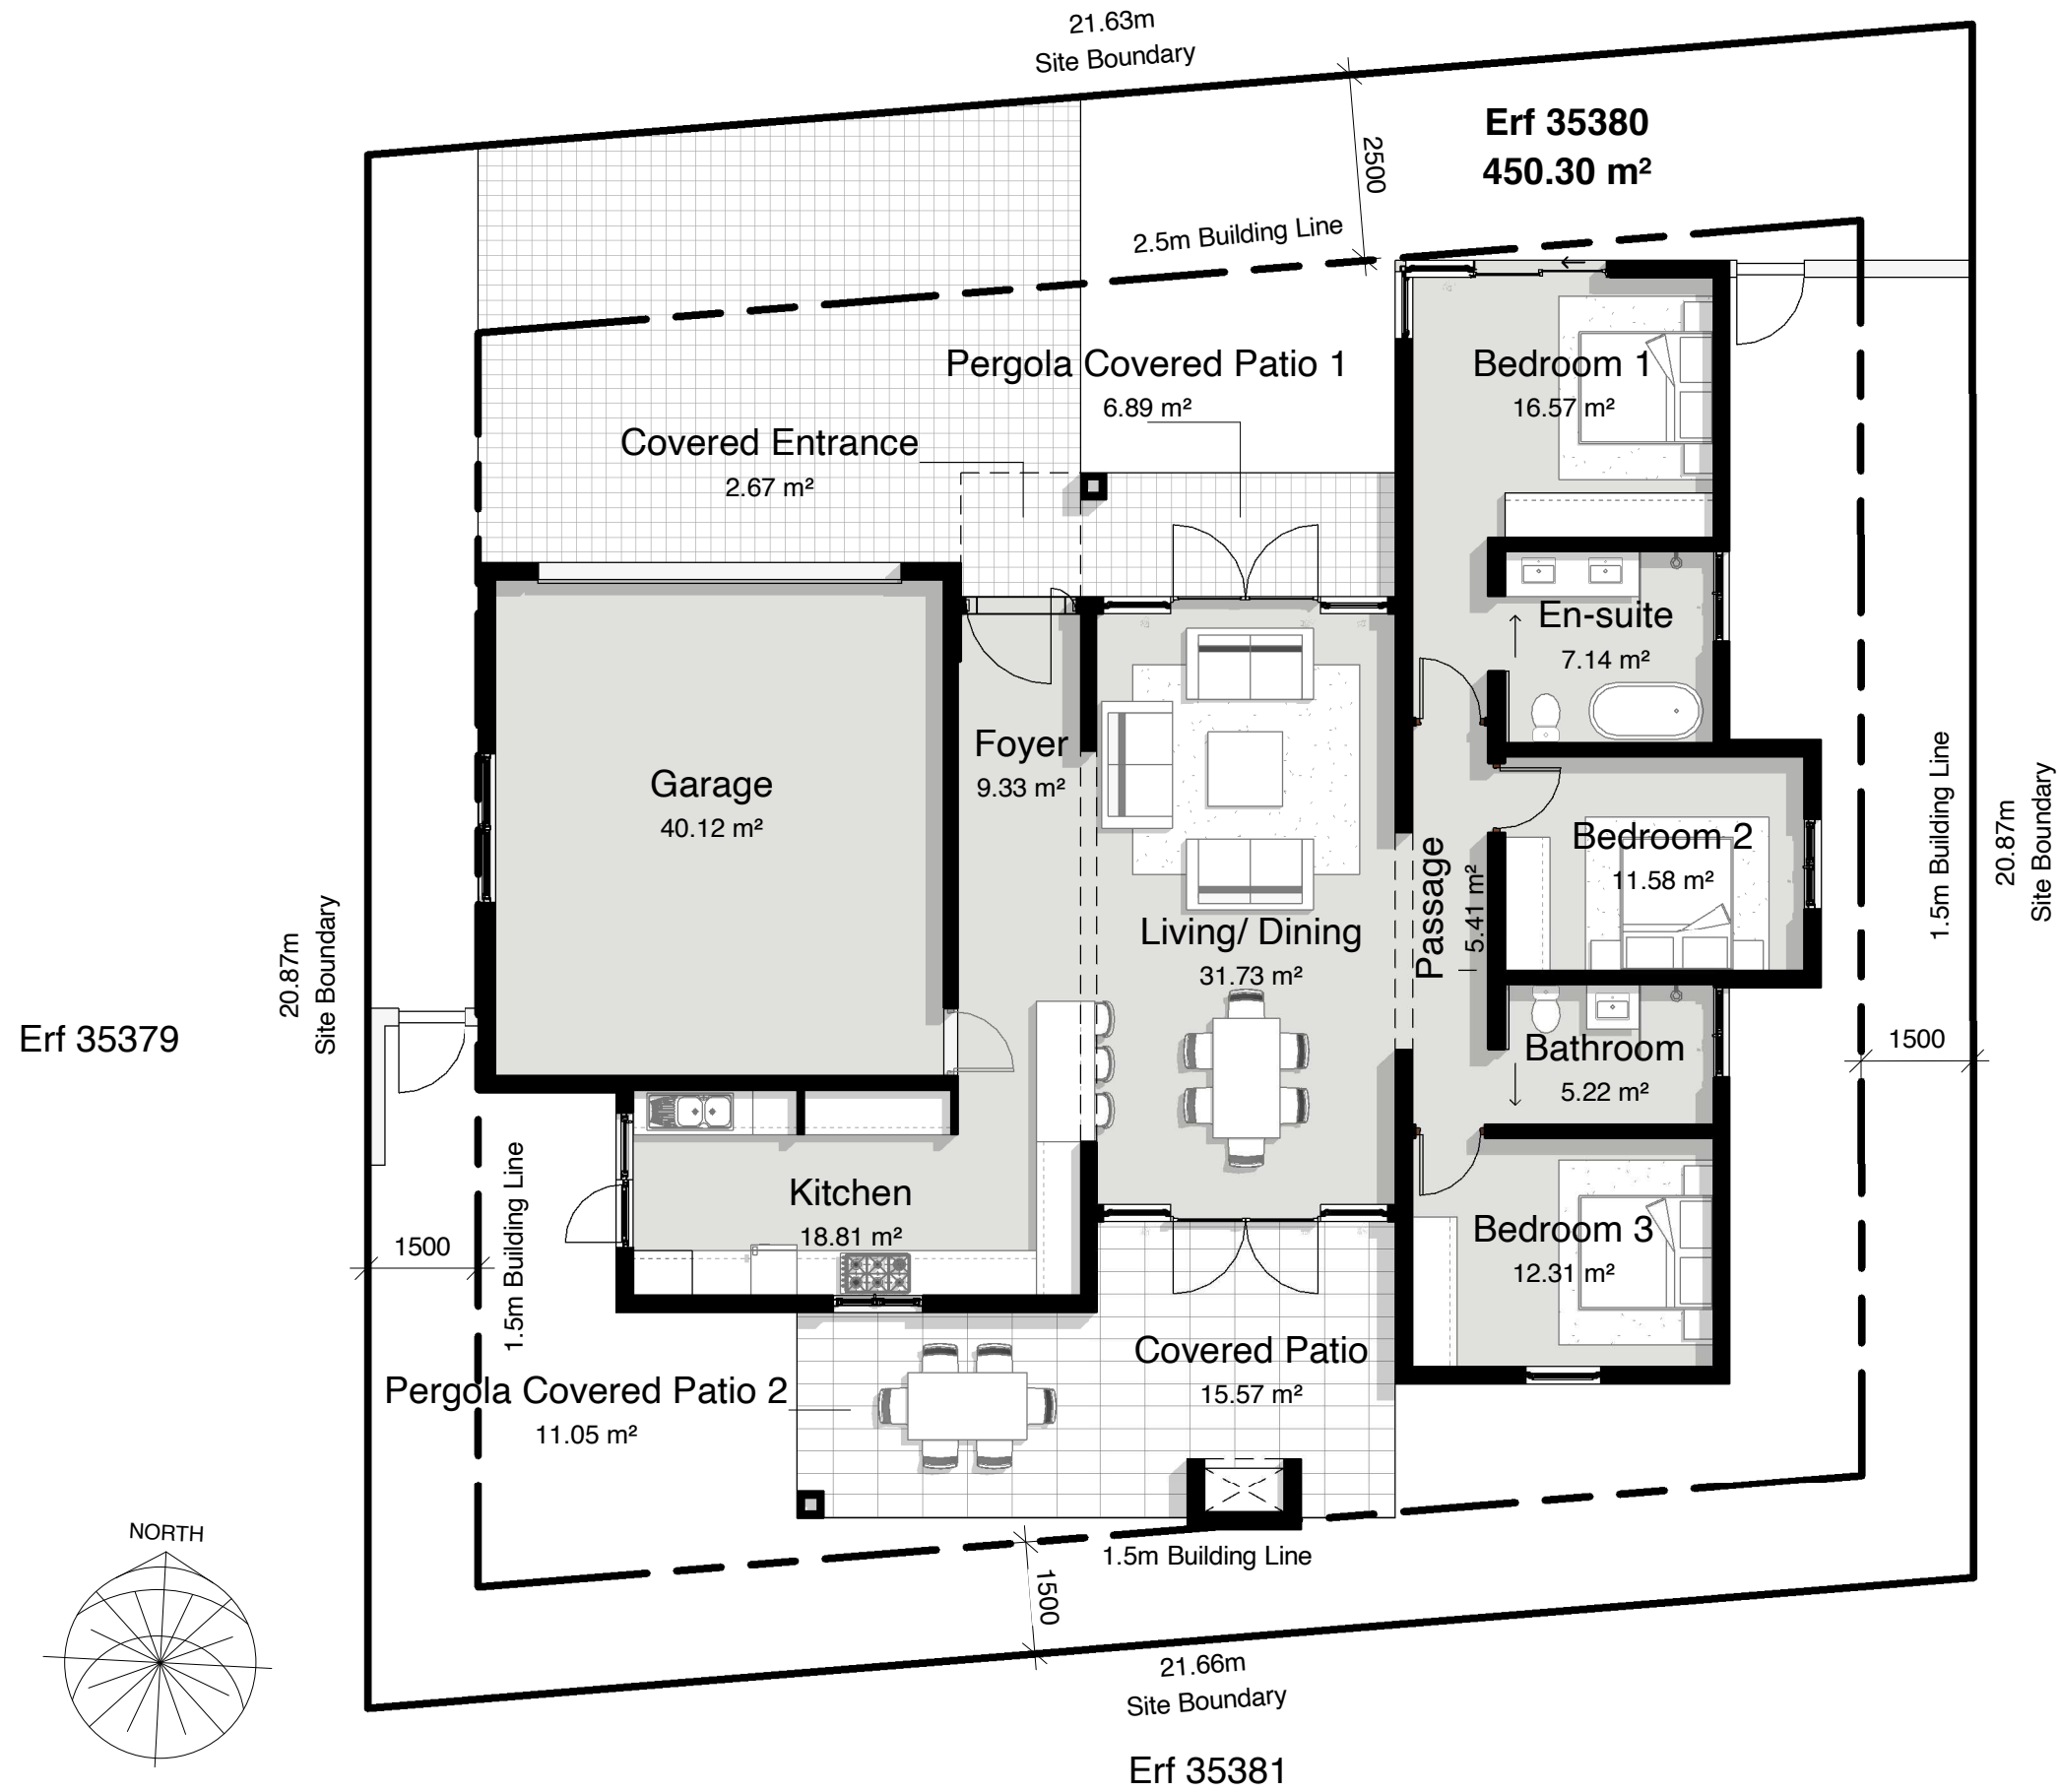 21.63m
Site Boundary
Erf 35380
450.30 m²
2500
2.5m Building Line
Pergola Covered Patio 1
6.89 m²
Bedroom 1
16.57 m²
Covered Entrance
2.67 m²
En-suite
7.14 m²
Foyer
9.33 m²
Garage
40.12 m²
Bedroom 2
11.58 m²
Passage
5.41 m²
Living/ Dining
31.73 m²
1.5m Building Line
20.87m
Site Boundary
20.87m
Site Boundary
Erf 35379
1500
Bathroom
5.22 m²
Kitchen
18.81 m²
Bedroom 3
12.31 m²
1500
1.5m Building Line
Covered Patio
15.57 m²
Pergola Covered Patio 2
11.05 m²
NORTH
1.5m Building Line
1500
21.66m
Site Boundary
Erf 35381